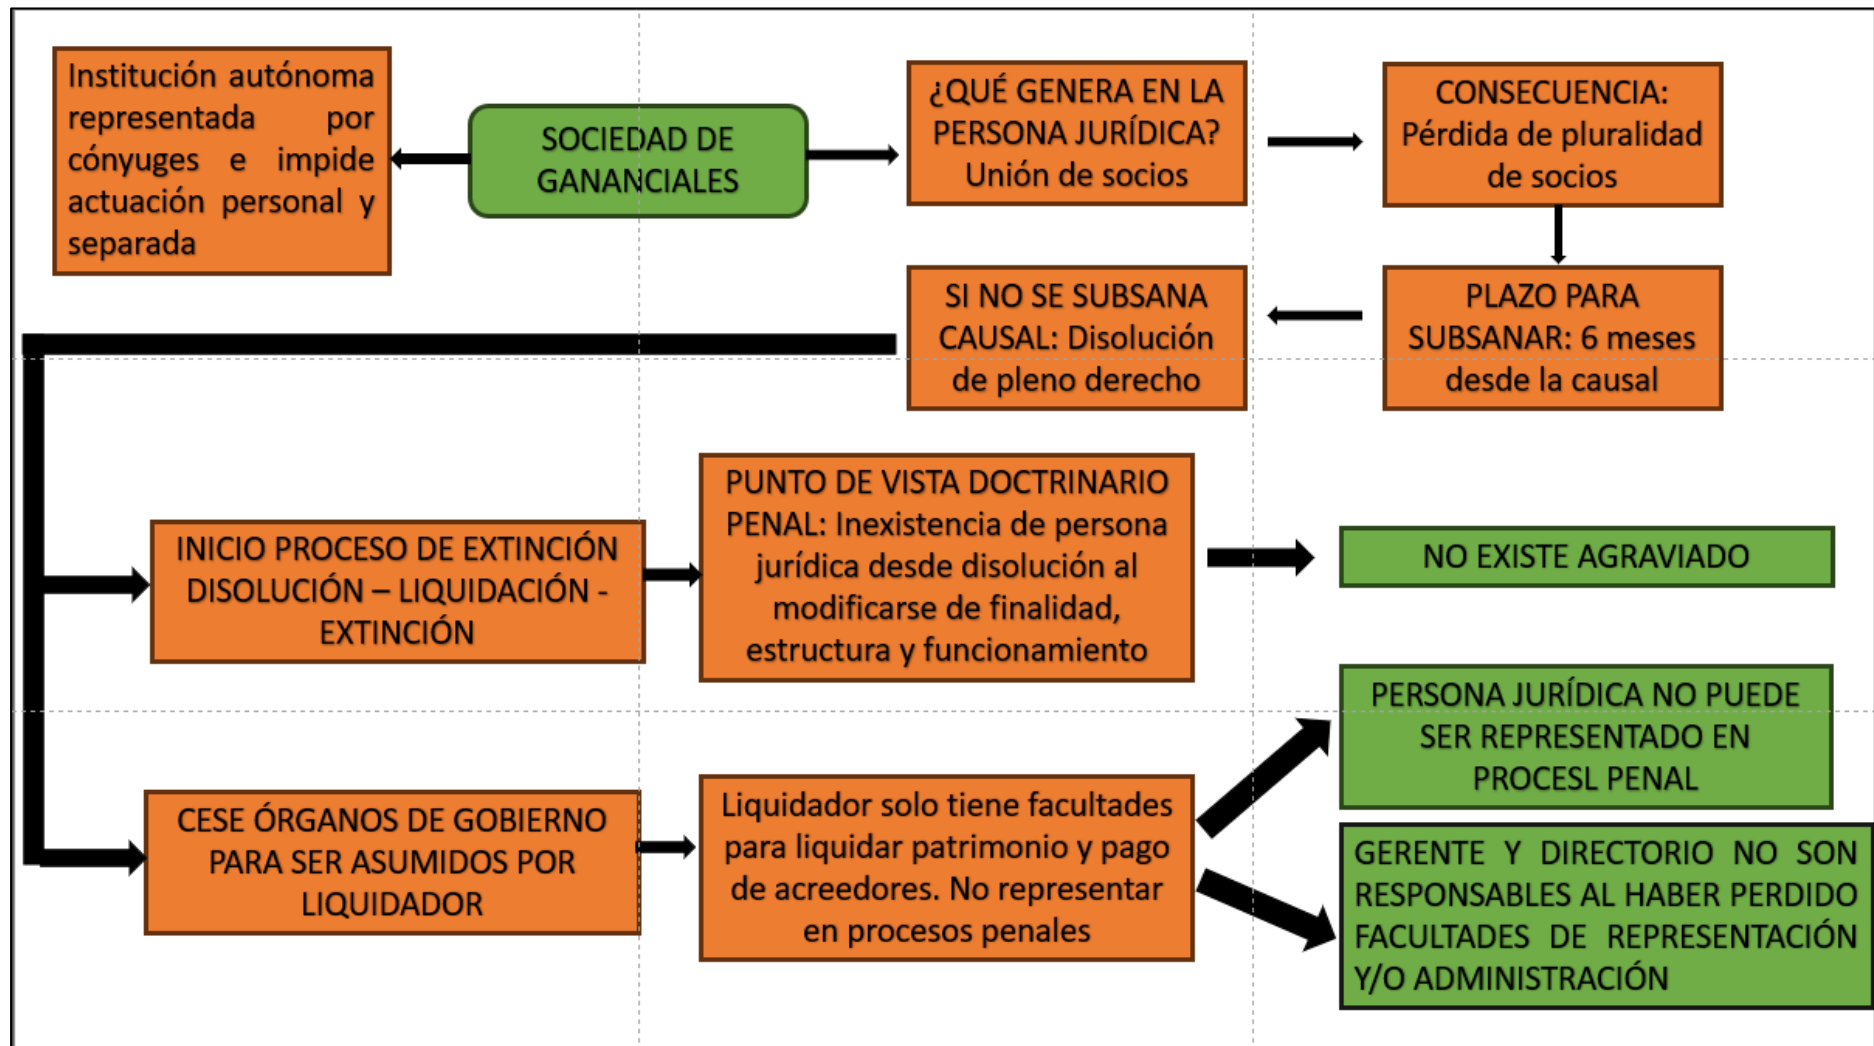 Institución autónoma
representada por
cónyuges e impide
actuación personal y
separada
SOCIEDAD DE
GANANCIALES
¿QUÉ GENERA EN LA
PERSONA JURÍDICA?
Unión de socios
CONSECUENCIA:
Pérdida de pluralidad
de socios
PLAZO PARA
SUBSANAR: 6 meses
desde la causal
SI NO SE SUBSANA
CAUSAL: Disolución
de pleno derecho
INICIO PROCESO DE EXTINCIÓN
DISOLUCIÓN – LIQUIDACIÓN -
EXTINCIÓN
PUNTO DE VISTA DOCTRINARIO
PENAL: Inexistencia de persona
jurídica desde disolución al
modificarse de finalidad,
estructura y funcionamiento
NO EXISTE AGRAVIADO
CESE ÓRGANOS DE GOBIERNO
PARA SER ASUMIDOS POR
LIQUIDADOR
Liquidador solo tiene facultades
para liquidar patrimonio y pago
de acreedores. No representar
en procesos penales
PERSONA JURÍDICA NO PUEDE
SER REPRESENTADO EN
PROCESL PENAL
GERENTE Y DIRECTORIO NO SON
RESPONSABLES AL HABER PERDIDO
FACULTADES DE REPRESENTACIÓN
Y/O ADMINISTRACIÓN